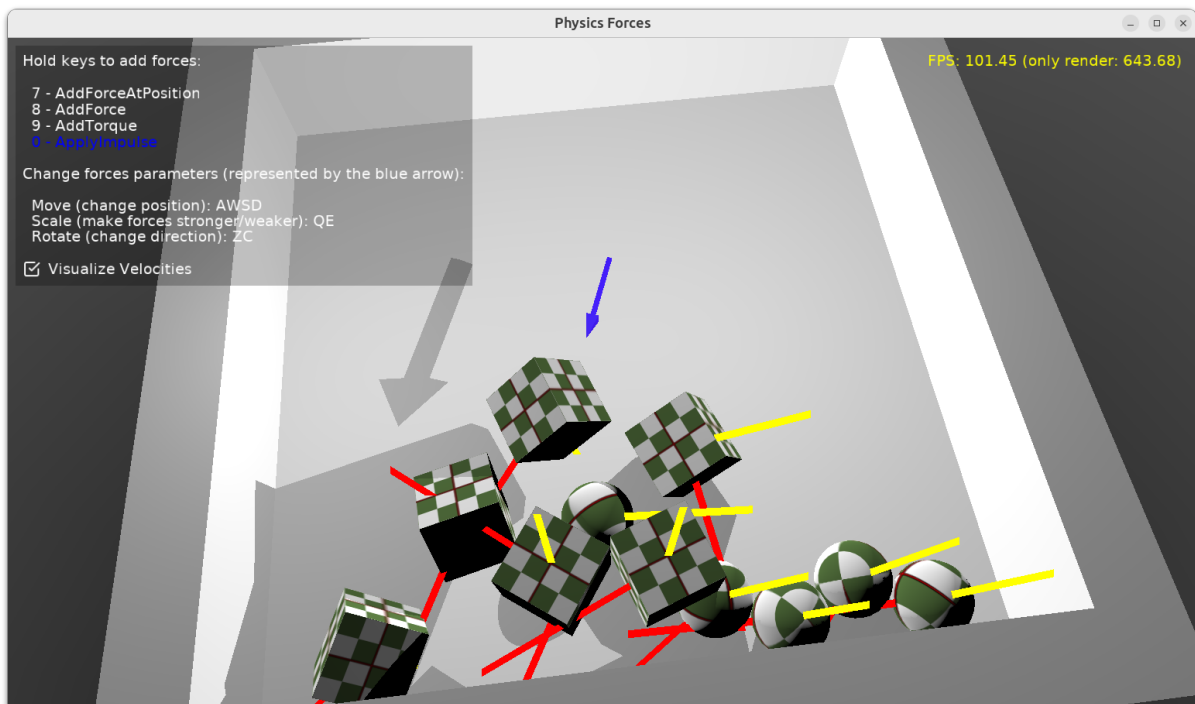 Physics Forces
Hold keys to add forces:
FPS: 101.45 (only render: 643.68)
7 - AddForceAtPosition
8 - AddForce
9 - AddTorque
0 - ApplyImpulse
Change forces parameters (represented by the blue arrow):
Move (change position): AWSD
Scale (make forces stronger/weaker): QE
Rotate (change direction): ZC
Visualize Velocities